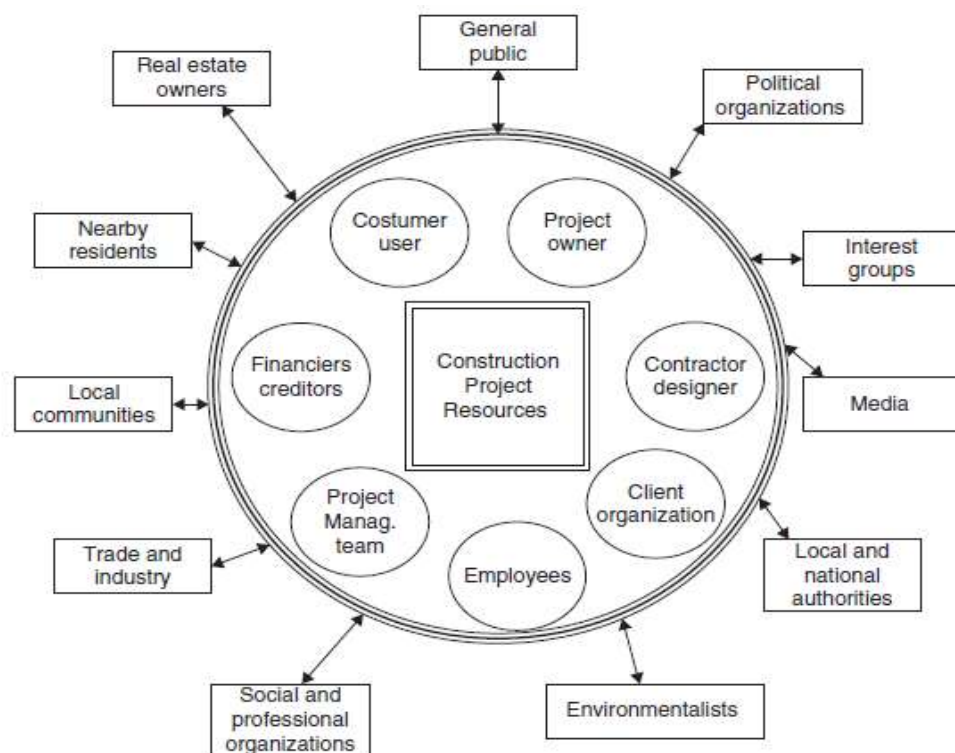 General
public
Real estate
owners
Political
organizations
Costumer
user
Project
owner
Nearby
residents
Interest
groups
Financiers
creditors
Construction
Project
Resources
Contractor
designer
Local
communities
Media
Project
Manag.
team
Client
organization
Trade and
industry
Employees
Local and
national
authorities
Social and
professional
organizations
Environmentalists